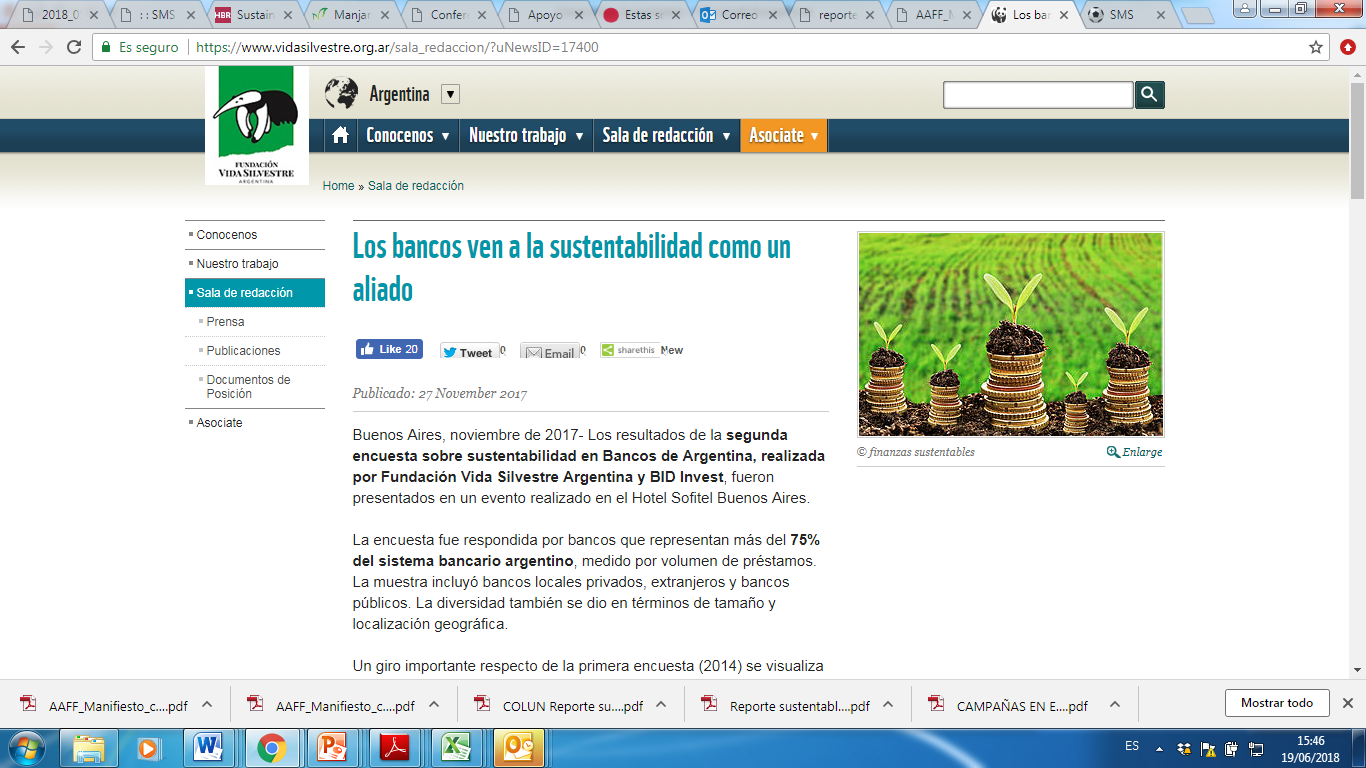 2018_0
: : SMS
HBR Sustain
Manjar
Confer
Apoyo
Estas se
Correo
reporte
AAFF_M
Los ban
SMS
Es seguro
https://www.vidasilvestre.org.ar/sala_redaccion/?uNewsID=17400
FUNDACIÓN
VIDA SILVESTRE
ARGENTINA
Argentina
Conocenos
Nuestro trabajo
Sala de redacción
Asociate
Home » Sala de redacción
Conocenos
Nuestro trabajo
Sala de redacción
Prensa
Publicaciones
Documentos de
Posición
Asociate
Los bancos ven a la sustentabilidad como un
aliado
Like 20
Tweet 0
Email 0
sharethis New
Publicado: 27 November 2017
Buenos Aires, noviembre de 2017- Los resultados de la segunda
encuesta sobre sustentabilidad en Bancos de Argentina, realizada
por Fundación Vida Silvestre Argentina y BID Invest, fueron
presentados en un evento realizado en el Hotel Sofitel Buenos Aires.
La encuesta fue respondida por bancos que representan más del 75%
del sistema bancario argentino, medido por volumen de préstamos.
La muestra incluyó bancos locales privados, extranjeros y bancos
públicos. La diversidad también se dio en términos de tamaño y
localización geográfica.
Un giro importante respecto de la primera encuesta (2014) se visualiza
© finanzas sustentables
Enlarge
AAFF_Manifiesto_c....pdf
AAFF_Manifiesto_c....pdf
COLUN Reporte su....pdf
Reporte sustentabl....pdf
CAMPAÑAS EN E....pdf
Mostrar todo
ES
15:46
19/06/2018